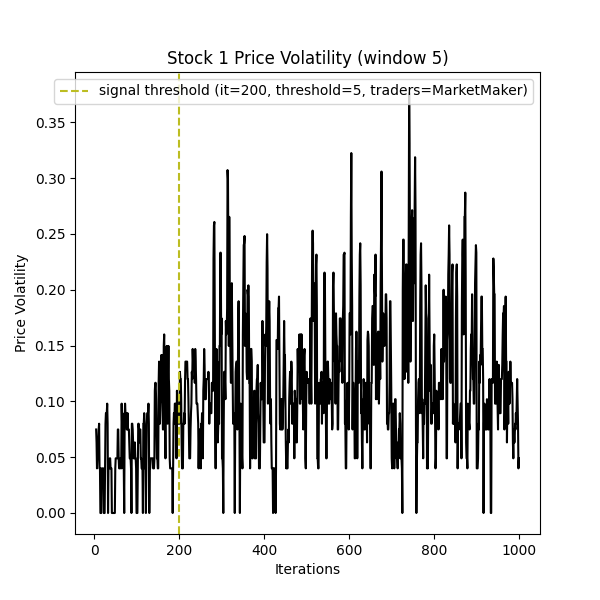 Stock 1 Price Volatility (window 5)
signal threshold (it=200, threshold=5, traders=MarketMaker)
Price Volatility
0.35
0.30
0.25
0.20
0.15
0.10
0.05
0.00
0 200 400 600 800 1000
Iterations